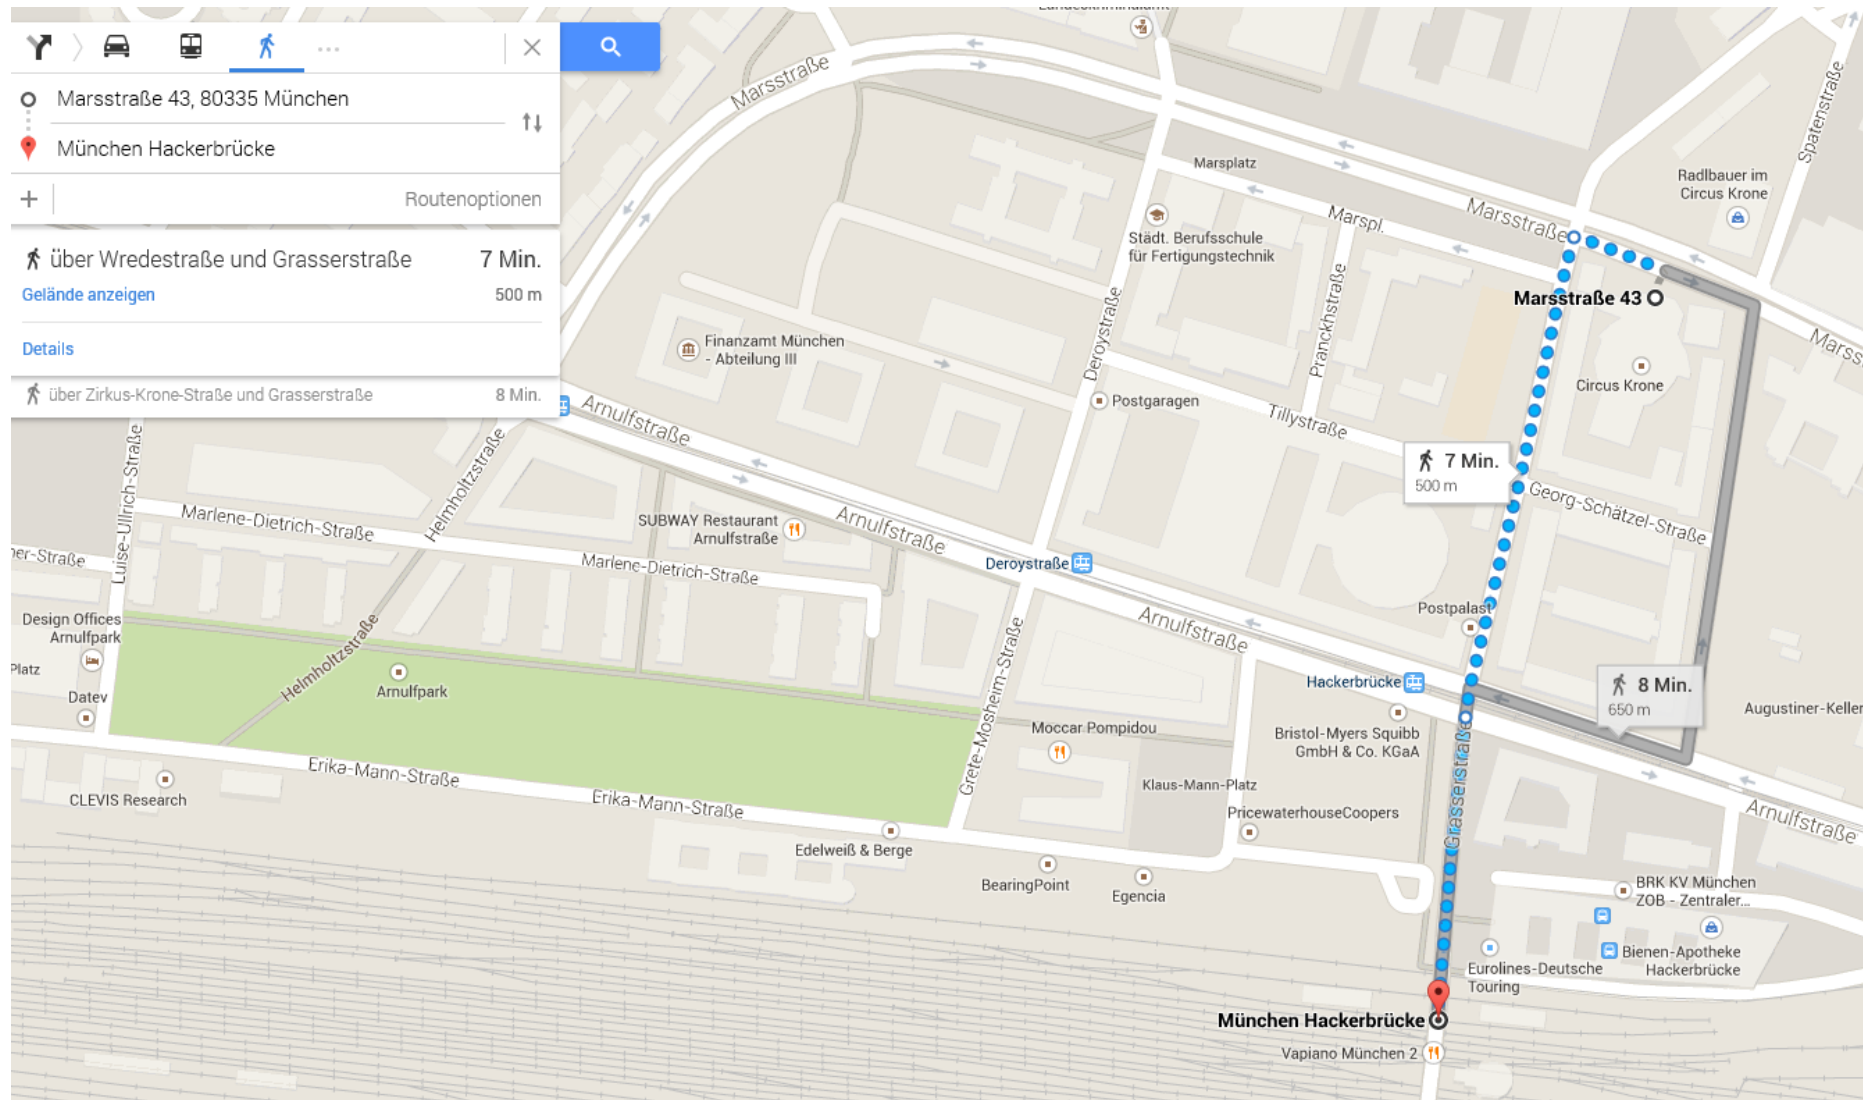 Marsstraße 43, 80335 München
München Hackerbrücke
Routenoptionen
über Wredestraße und Grasserstraße 7 Min.
Gelände anzeigen 500 m
Details
über Zirkus-Krone-Straße und Grasserstraße 8 Min.
Marsstraße
Marsplatz
Spatenstraße
Radlbauer im
Circus Krone
Marsstraße
Marspl.
Städt. Berufsschule
für Fertigungstechnik
Pranckhstraße
Deroystraße
Marsstraße 43
Finanzamt München
- Abteilung III
Circus Krone
Postgaragen
Tillystraße
Arnulfstraße
7 Min.
500 m
Georg-Schätzel-Straße
Luise-Ullrich-Straße
Helmholtzstraße
Marlene-Dietrich-Straße
SUBWAY Restaurant
Arnulfstraße
Arnulfstraße
Marlene-Dietrich-Straße
Deroystraße
Postpalast
Arnulfstraße
Design Offices
Arnulfpark
Helmholtzstraße
Arnulfpark
Platz
Datev
Grete-Mosheim-Straße
Hackerbrücke
8 Min.
650 m
Augustiner-Keller
Moccar Pompidou
Bristol-Myers Squibb
GmbH & Co. KGaA
Grasserstraße
Erika-Mann-Straße
Erika-Mann-Straße
CLEVIS Research
Klaus-Mann-Platz
PricewaterhouseCoopers
Arnulfstraße
Edelweiß & Berge
BearingPoint
Egencia
BRK KV München
ZOB - Zentraler...
Bienen-Apotheke
Hackerbrücke
Eurolines-Deutsche
Touring
München Hackerbrücke
Vapiano München 2